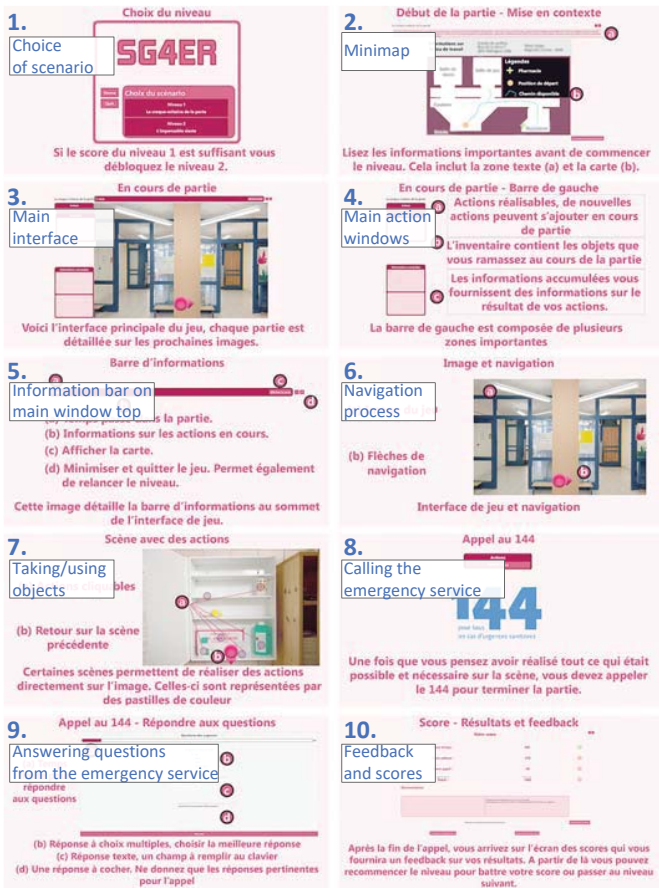 Choix du niveau
1.
Choice
of scenario
SG4ER
Choix du scénario
Niveau 1
La croque-mitaine de la porte
Niveau 2
L'impensable
Si le score du niveau 1 est suffisant vous
débloquez le niveau 2.
Début de la partie - Mise en contexte
2.
Minimap
a
Légendes
Pharmacie
Position de départ
Chemin disponible
b
Lisez les informations importantes avant de commencer
le niveau. Cela inclut la zone texte (a) et la carte (b).
En cours de partie
3.
Main
interface
Voici l'interface principale du jeu, chaque partie est
détaillée sur les prochaines images.
En cours de partie - Barre de gauche
4.
Main action
windows
a
Actions réalisables, de nouvelles
actions peuvent s'ajouter en cours
de partie
b
L'inventaire contient les objets que
vous ramassez au cours de la partie
c
Les informations accumulées vous
fournissent des informations sur le
résultat de vos actions.
La barre de gauche est composée de plusieurs
zones importantes
Barre d'informations
5.
a
c
Information bar on
main window top
d
dans la partie.
(b) Informations sur les actions en cours.
(c) Afficher la carte.
(d) Minimiser et quitter le jeu. Permet également
de relancer le niveau.
Cette image détaille la barre d'informations au sommet
de l'interface de jeu.
Image et navigation
6.
Navigation
process
a
(b) Flèches de
navigation
b
Interface de jeu et navigation
Scène avec des actions
7.
Taking/using
objects
a
(b) Retour sur la scène
précédente
b
Certaines scènes permettent de réaliser des actions
directement sur l'image. Celles-ci sont représentées par
des pastilles de couleur
Appel au 144
8.
Calling the
emergency service
144
pour tous
en cas d'urgences sanitaires
Une fois que vous pensez avoir réalisé tout ce qui était
possible et nécessaire sur la scène, vous devez appeler
le 144 pour terminer la partie.
Appel au 144 - Répondre aux questions
9.
Answering questions
from the emergency service
b
répondre
aux questions
c
d
(b) Réponse à choix multiples, choisir la meilleure réponse
(c) Réponse texte, un champ à remplir au clavier
(d) Une réponse à cocher. Ne donnez que les réponses pertinentes
pour l'appel
Score - Résultats et feedback
10.
Feedback
and scores
Après la fin de l'appel, vous arrivez sur l'écran des scores qui vous
fournira un feedback sur vos résultats. A partir de là vous pouvez
recommencer le niveau pour battre votre score ou passer au niveau
suivant.